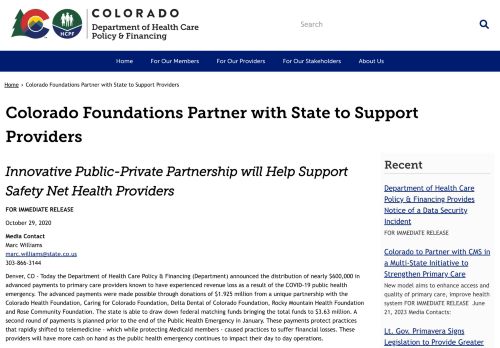 COLORADO
Department of Health Care
Policy & Financing
HCPF
Search
Home
For Our Members
For Our Providers
For Our Stakeholders
About Us
Home › Colorado Foundations Partner with State to Support Providers
Colorado Foundations Partner with State to Support
Providers
Innovative Public-Private Partnership will Help Support
Safety Net Health Providers
FOR IMMEDIATE RELEASE
October 29, 2020
Media Contact
Marc Williams
marc.williams@state.co.us
303-866-3144
Denver, CO - Today the Department of Health Care Policy & Financing (Department) announced the distribution of nearly $600,000 in
advanced payments to primary care providers known to have experienced revenue loss as a result of the COVID-19 public health
emergency. The advanced payments were made possible through donations of $1.925 million from a unique partnership with the
Colorado Health Foundation, Caring for Colorado Foundation, Delta Dental of Colorado Foundation, Rocky Mountain Health Foundation
and Rose Community Foundation. The state is able to draw down federal matching funds bringing the total funds to $3.63 million. A
second round of payments is planned prior to the end of the Public Health Emergency in January. These payments protect practices
that rapidly shifted to telemedicine - which while protecting Medicaid members - caused practices to suffer financial losses. These
providers will have more cash on hand as the public health emergency continues to impact their day to day operations.
Recent
Department of Health Care
Policy & Financing Provides
Notice of a Data Security
Incident
FOR IMMEDIATE RELEASE
Colorado to Partner with CMS in
a Multi-State Initiative to
Strengthen Primary Care
New model aims to enhance access and
quality of primary care, improve health
system FOR IMMEDIATE RELEASE June
21, 2023 Media Contacts:
Lt. Gov. Primavera Signs
Legislation to Provide Greater